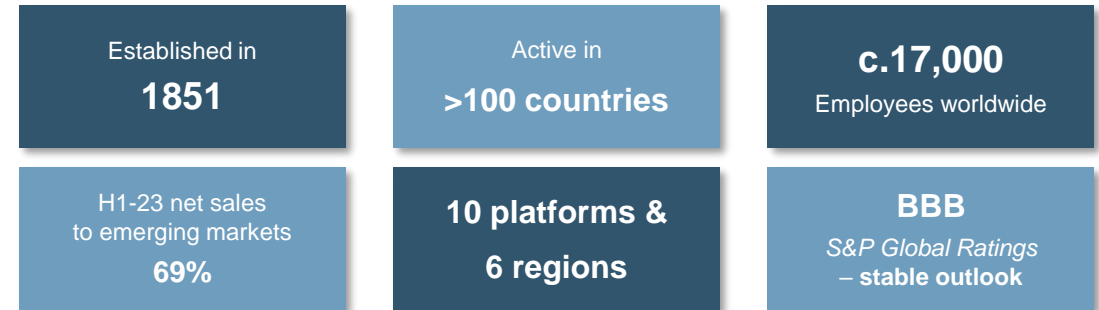 Established in
1851
Active in
>100 countries
c.17,000
Employees worldwide
H1-23 net sales
to emerging markets
69%
10 platforms &
6 regions
BBB
S&P Global Ratings
– stable outlook